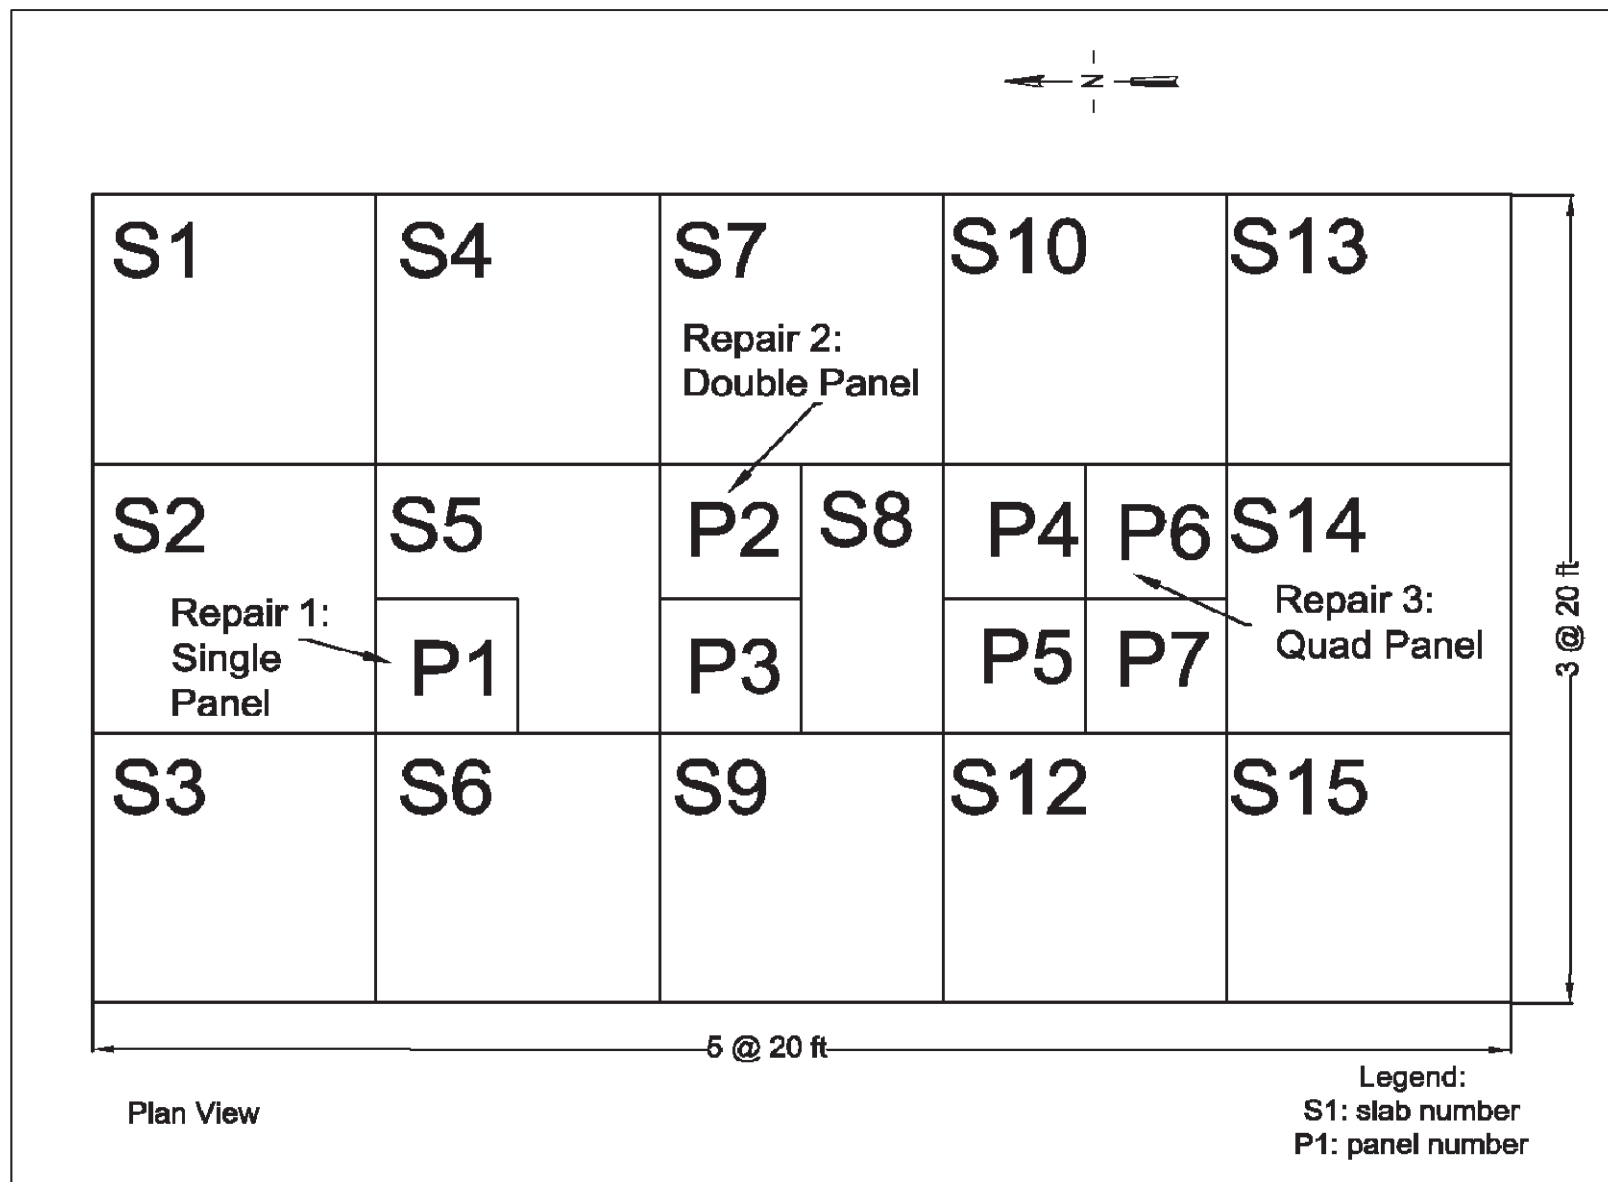 N
S1
S4
S7
S10
S13
Repair 2:
Double Panel
S2
S5
P2
S8
P4
P6
S14
Repair 1:
Single
Panel
P1
P3
P5
P7
Repair 3:
Quad Panel
3 @ 20 ft
S3
S6
S9
S12
S15
5 @ 20 ft
Plan View
Legend:
S1: slab number
P1: panel number